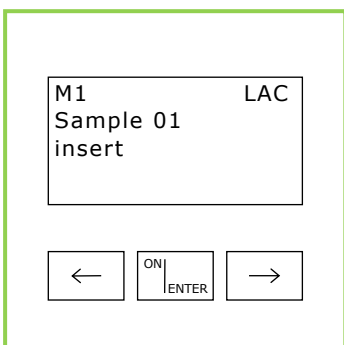 M1 LAC
Sample 01
insert
← ON ENTER →